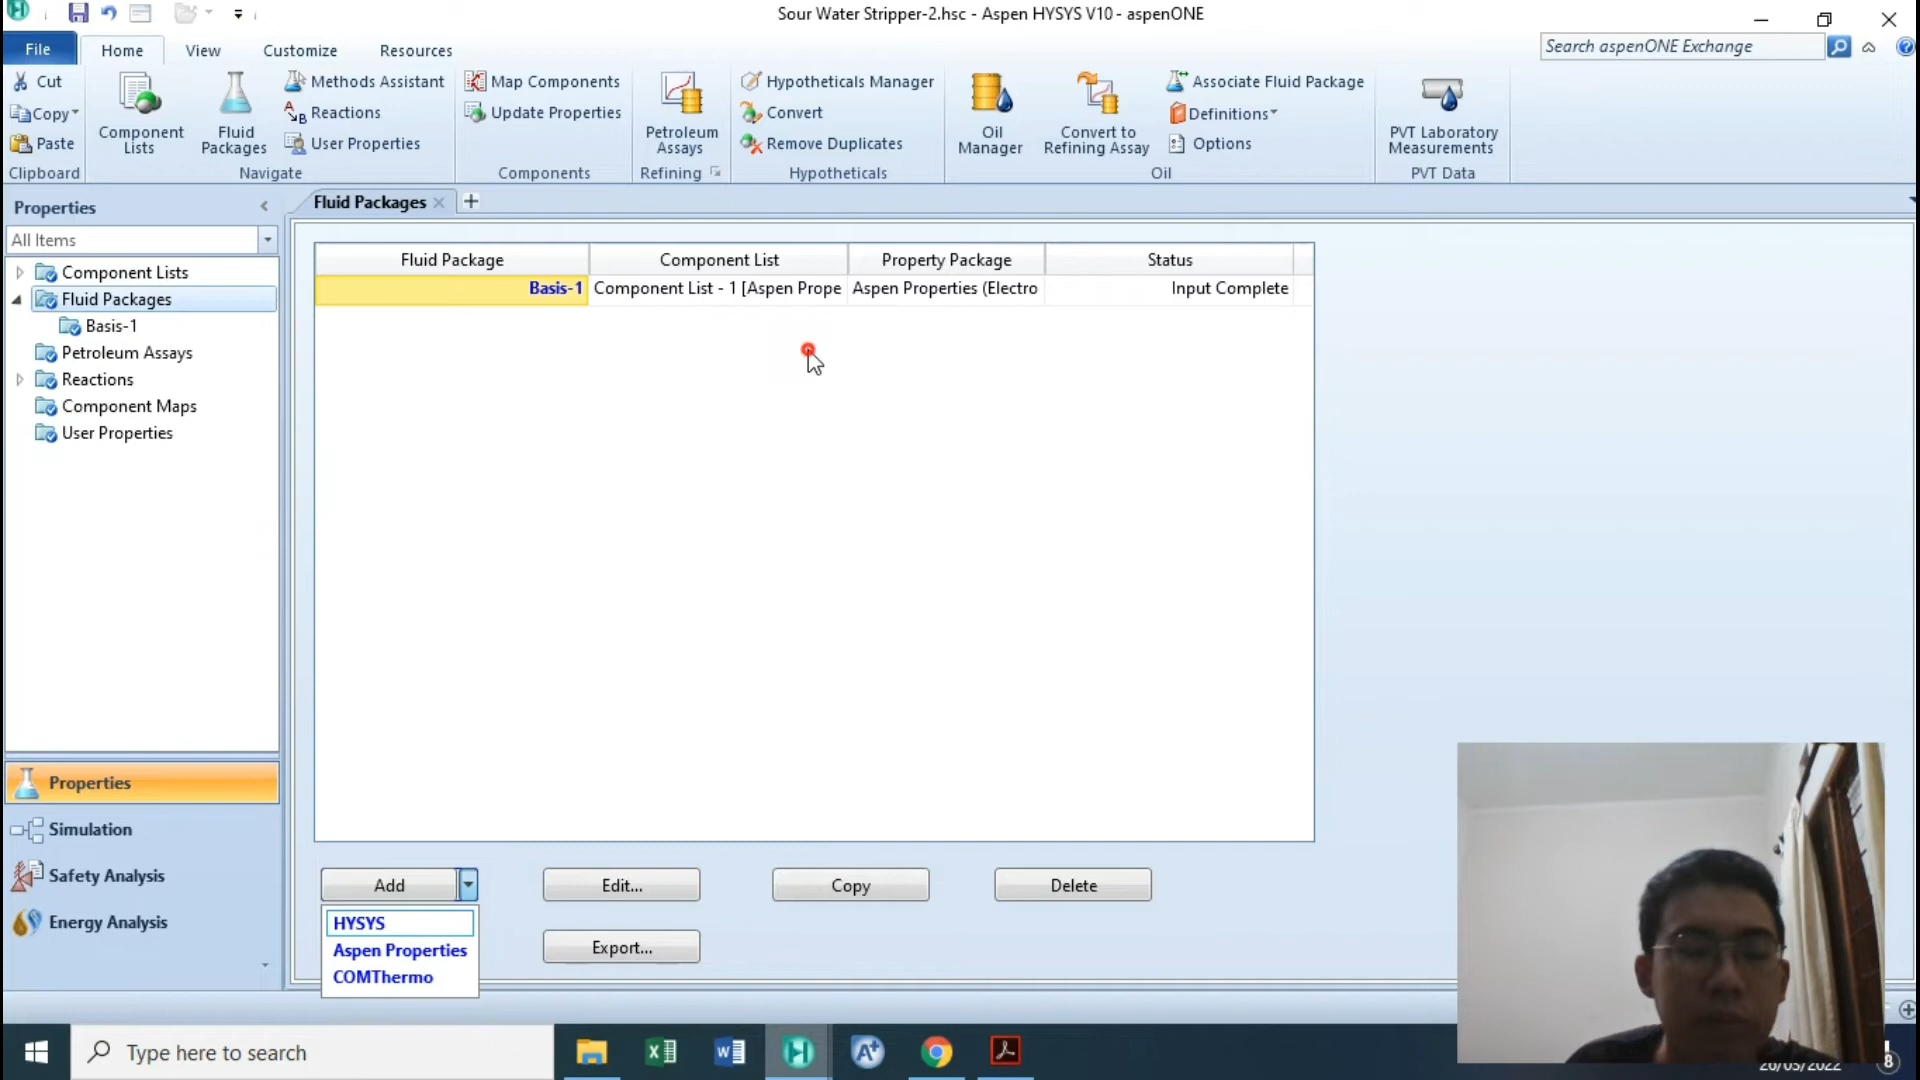 Sour Water Stripper-2.hsc - Aspen HYSYS V10 - aspenONE
File Home View Customize Resources
Search aspenONE Exchange
Cut
Copy
Paste
Clipboard
Component Lists
Fluid Packages
Methods Assistant
Reactions
User Properties
Navigate
Map Components
Update Properties
Components
Petroleum Assays
Refining
Hypotheticals Manager
Convert
Remove Duplicates
Hypotheticals
Oil Manager
Convert to Refining Assay
Associate Fluid Package
Definitions
Options
Oil
PVT Laboratory Measurements
PVT Data
Properties
All Items
Component Lists
Fluid Packages
Basis-1
Petroleum Assays
Reactions
Component Maps
User Properties
Properties
Simulation
Safety Analysis
Energy Analysis
Fluid Packages
Fluid Package Component List Property Package Status
Basis-1 Component List - 1 [Aspen Prope Aspen Properties (Electro Input Complete
Add Edit... Copy Delete
HYSYS
Aspen Properties
COMThermo
Export...
Type here to search
26/05/2022
8